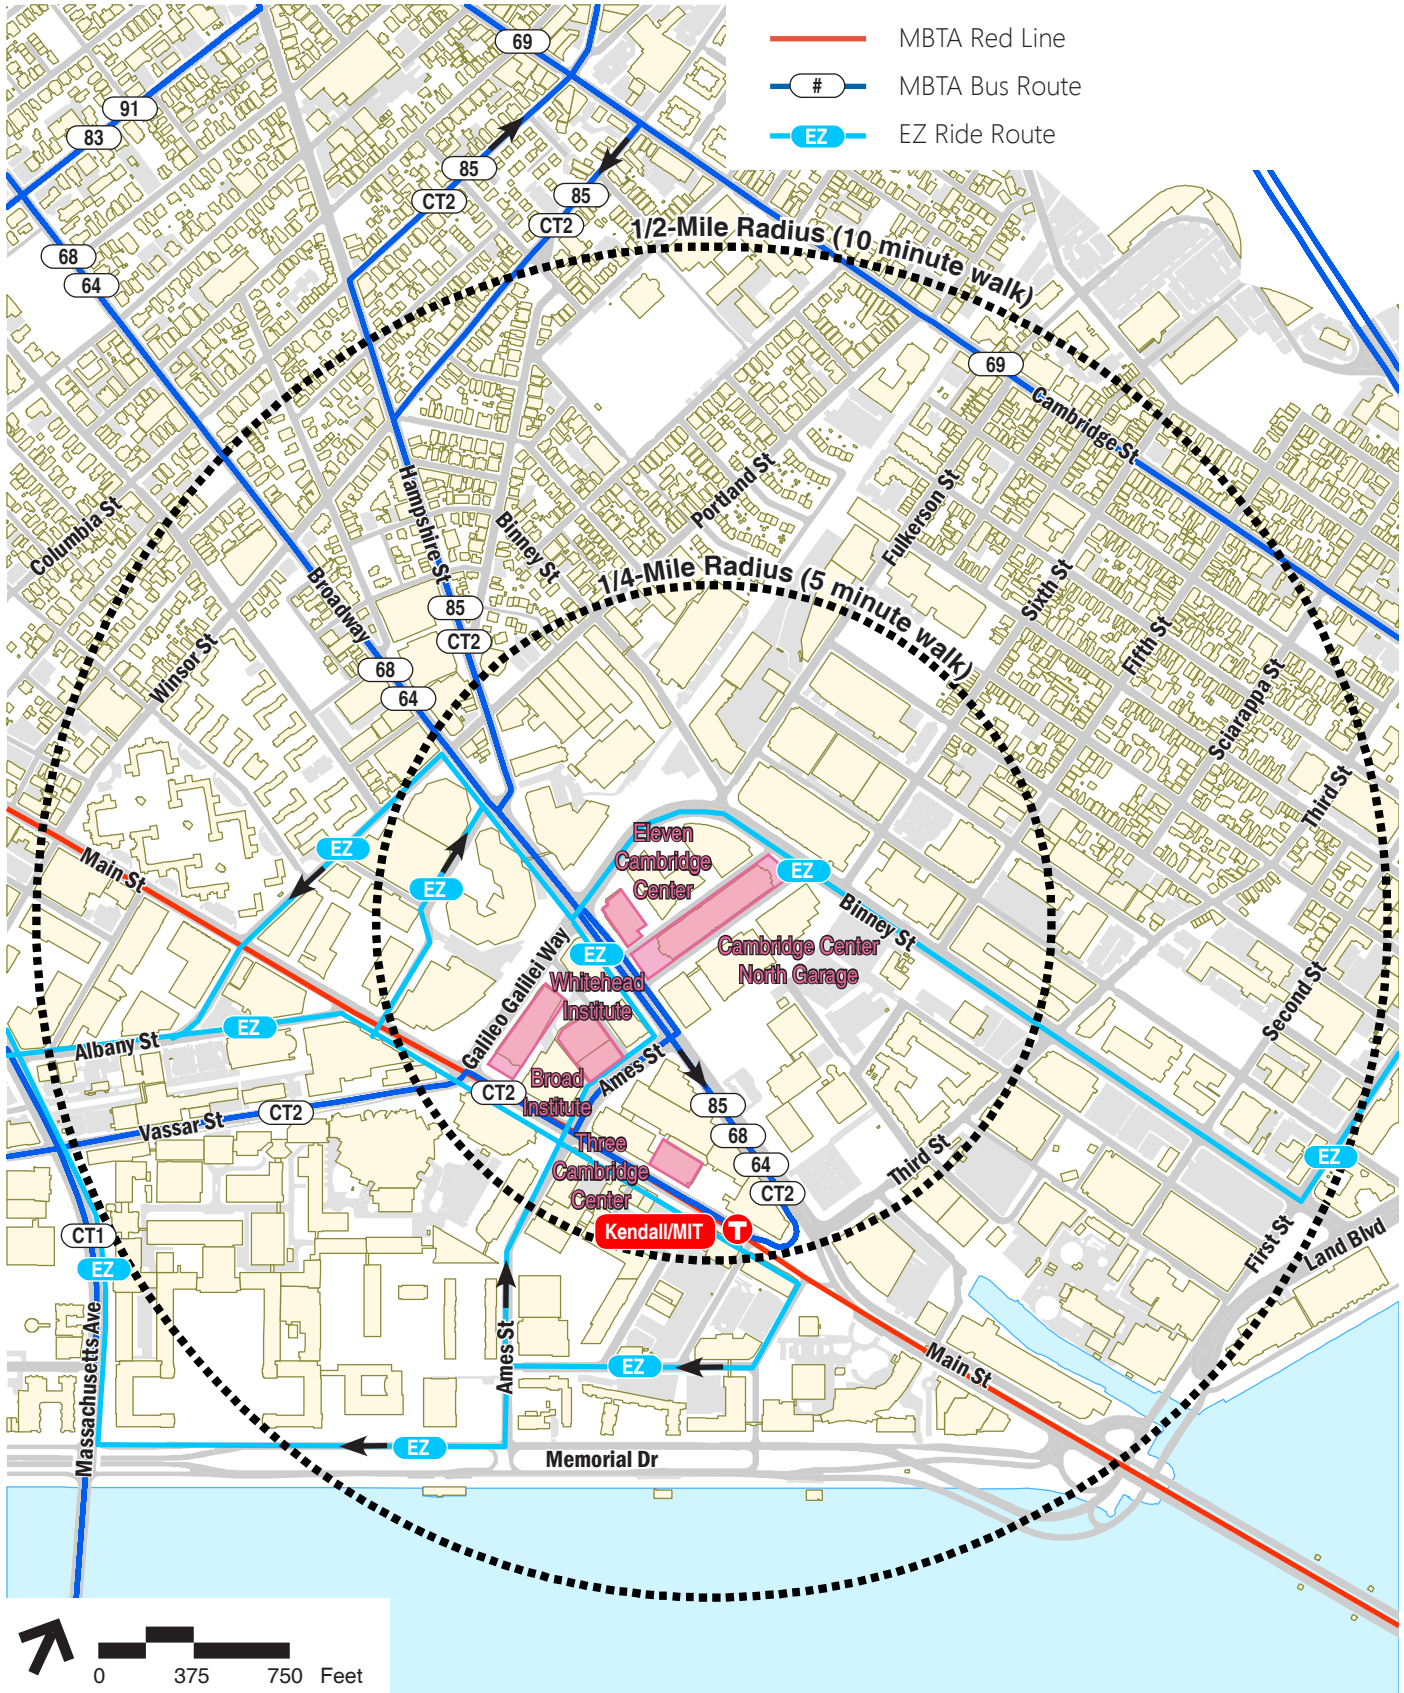 MBTA Red Line
#
MBTA Bus Route
EZ
EZ Ride Route
69
91
83
85
CT2
85
CT2
68
64
1/2-Mile Radius (10 minute walk)
69
Cambridge St
Columbia St
Hampshire St
Binney St
Portland St
Fulkerson St
Broadway
1/4-Mile Radius (5 minute walk)
Sixth St
Fifth St
85
CT2
Winsor St
68
64
Sciarappa St
Third St
Main St
EZ
EZ
Eleven
Cambridge
Center
EZ
Binney St
Cambridge Center
North Garage
EZ
Galileo Galilei Way
Whitehead
Institute
Second St
Albany St
EZ
Ames St
Broad
Institute
CT2
CT2
Vassar St
85
68
64
CT2
Three
Cambridge
Center
Third St
EZ
Kendall/MIT
T
CT1
EZ
First St
Land Blvd
Massachusetts Ave
Ames St
EZ
Main St
EZ
Memorial Dr
0
375
750
Feet